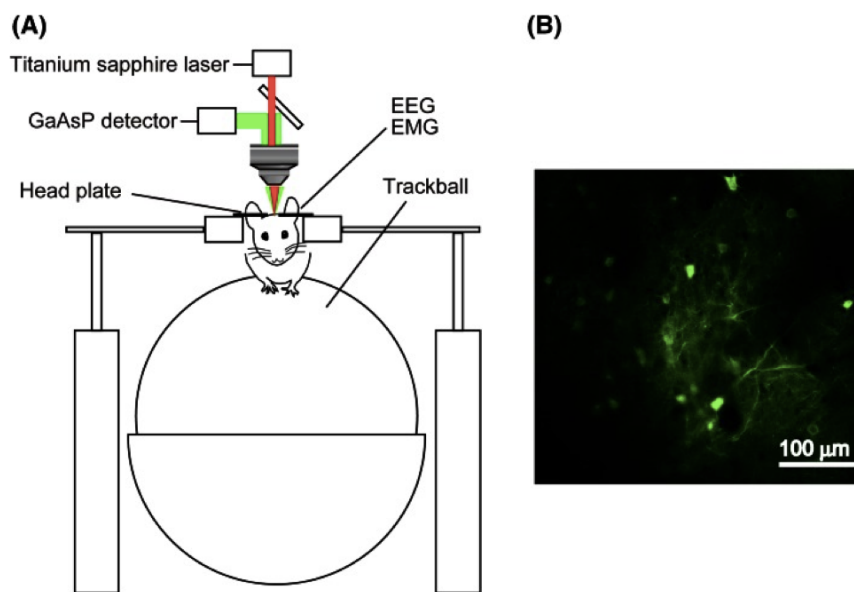 (A)
Titanium sapphire laser
GaAsP detector
EEG
EMG
Head plate
Trackball
(B)
100 μm